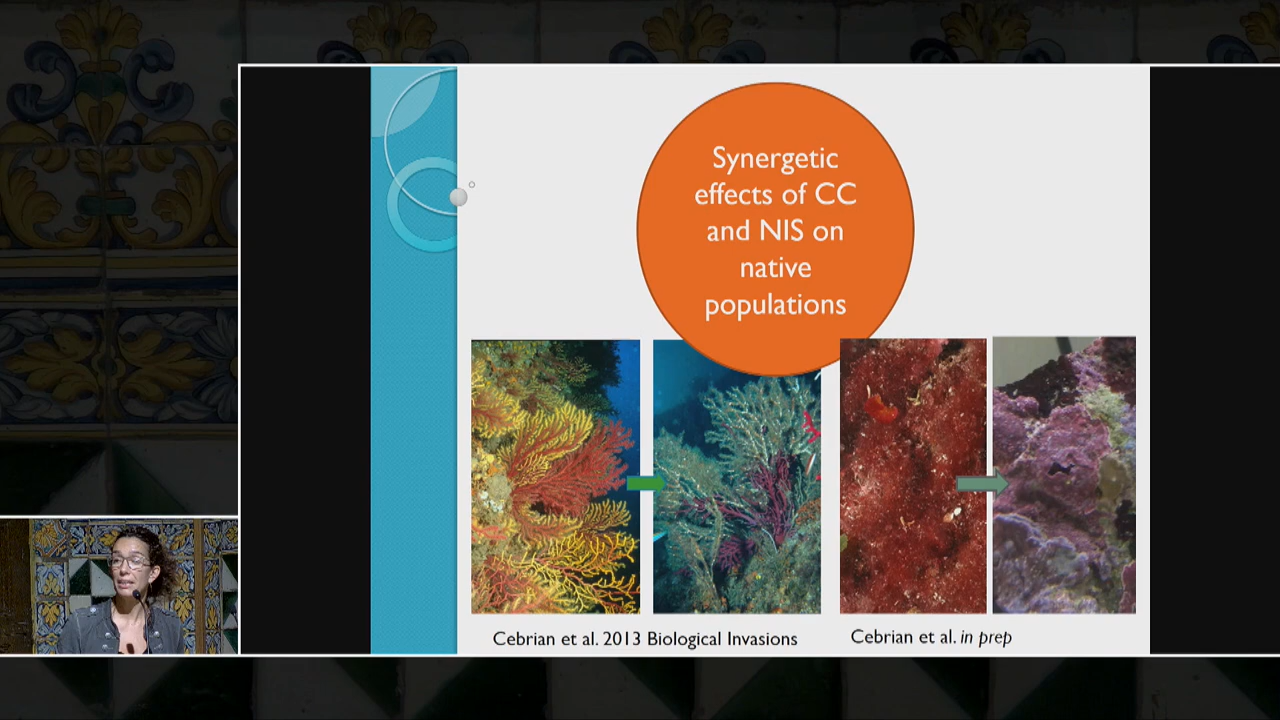 Synergetic
effects of CC
and NIS on
native
populations
Cebrian et al. 2013 Biological Invasions
Cebrian et al. in prep